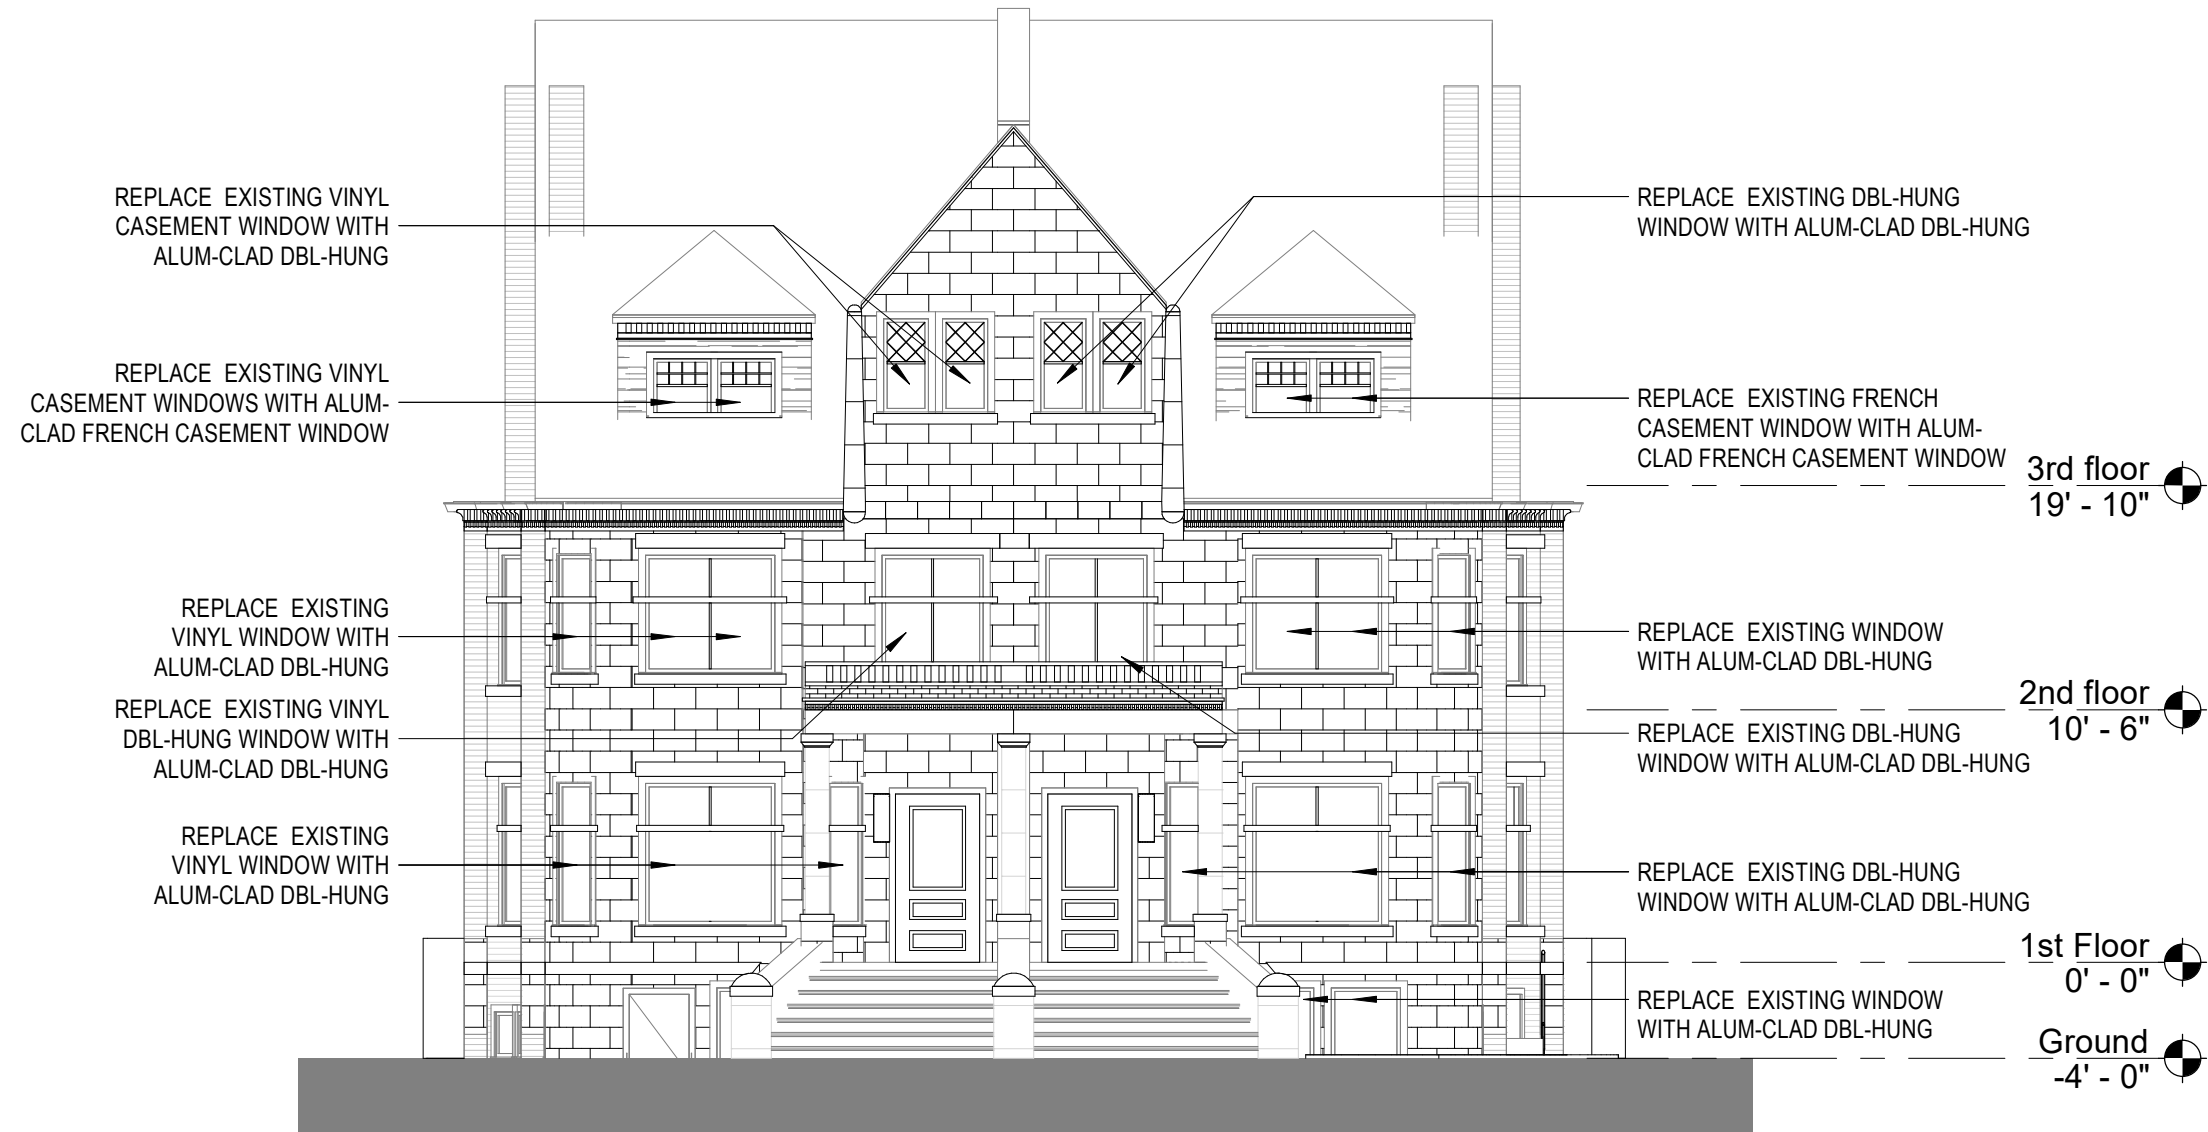 REPLACE EXISTING VINYL
CASEMENT WINDOW WITH
ALUM-CLAD DBL-HUNG
REPLACE EXISTING VINYL
CASEMENT WINDOWS WITH ALUM-
CLAD FRENCH CASEMENT WINDOW
REPLACE EXISTING
VINYL WINDOW WITH
ALUM-CLAD DBL-HUNG
REPLACE EXISTING VINYL
DBL-HUNG WINDOW WITH
ALUM-CLAD DBL-HUNG
REPLACE EXISTING
VINYL WINDOW WITH
ALUM-CLAD DBL-HUNG
REPLACE EXISTING DBL-HUNG
WINDOW WITH ALUM-CLAD DBL-HUNG
REPLACE EXISTING FRENCH
CASEMENT WINDOW WITH ALUM-
CLAD FRENCH CASEMENT WINDOW
3rd floor
19' - 10"
REPLACE EXISTING WINDOW
WITH ALUM-CLAD DBL-HUNG
2nd floor
10' - 6"
REPLACE EXISTING DBL-HUNG
WINDOW WITH ALUM-CLAD DBL-HUNG
REPLACE EXISTING DBL-HUNG
WINDOW WITH ALUM-CLAD DBL-HUNG
1st Floor
0' - 0"
REPLACE EXISTING WINDOW
WITH ALUM-CLAD DBL-HUNG
Ground
-4' - 0"